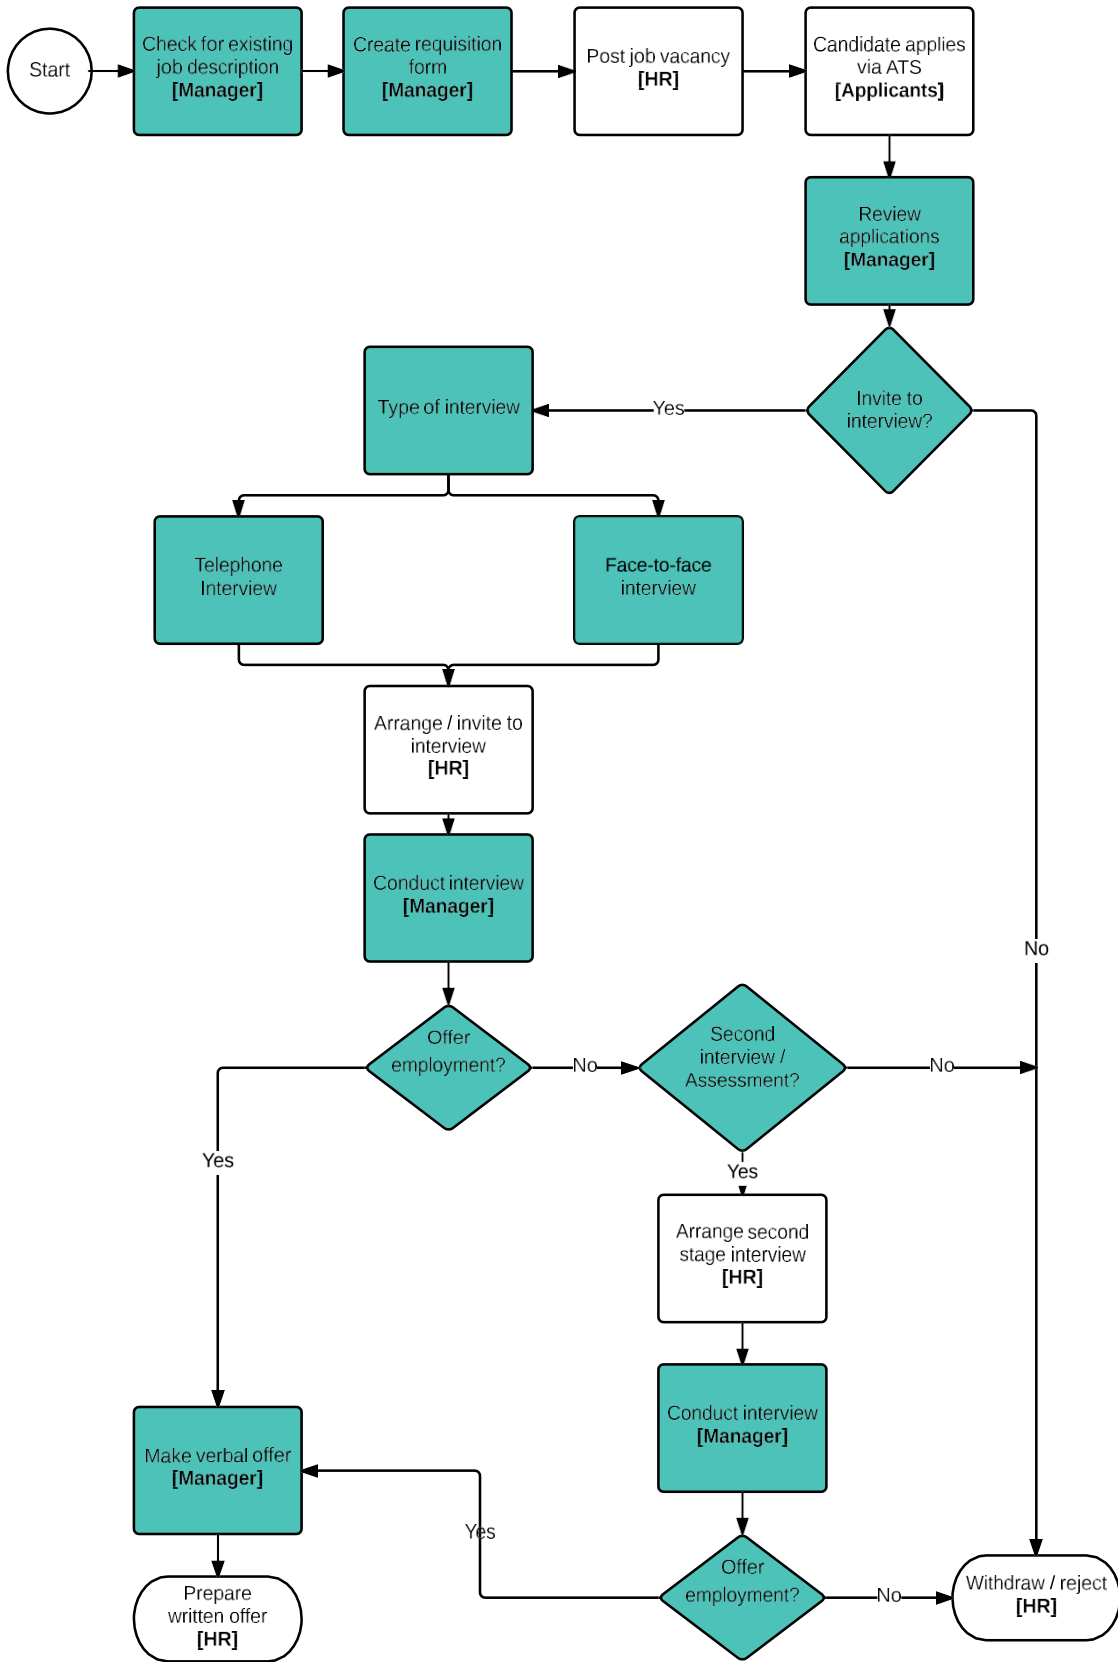 Start
Check for existing
job description
[Manager]
Create requisition
form
[Manager]
Post job vacancy
[HR]
Candidate applies
via ATS
[Applicants]
Review
applications
[Manager]
Invite to
interview?
Yes
Type of interview
Telephone
Interview
Face-to-face
interview
Arrange / invite to
interview
[HR]
Conduct interview
[Manager]
No
Offer
employment?
No
Second
interview /
Assessment?
No
Yes
Yes
Arrange second
stage interview
[HR]
Conduct interview
[Manager]
Make verbal offer
[Manager]
Yes
Offer
employment?
No
Withdraw / reject
[HR]
Prepare
written offer
[HR]